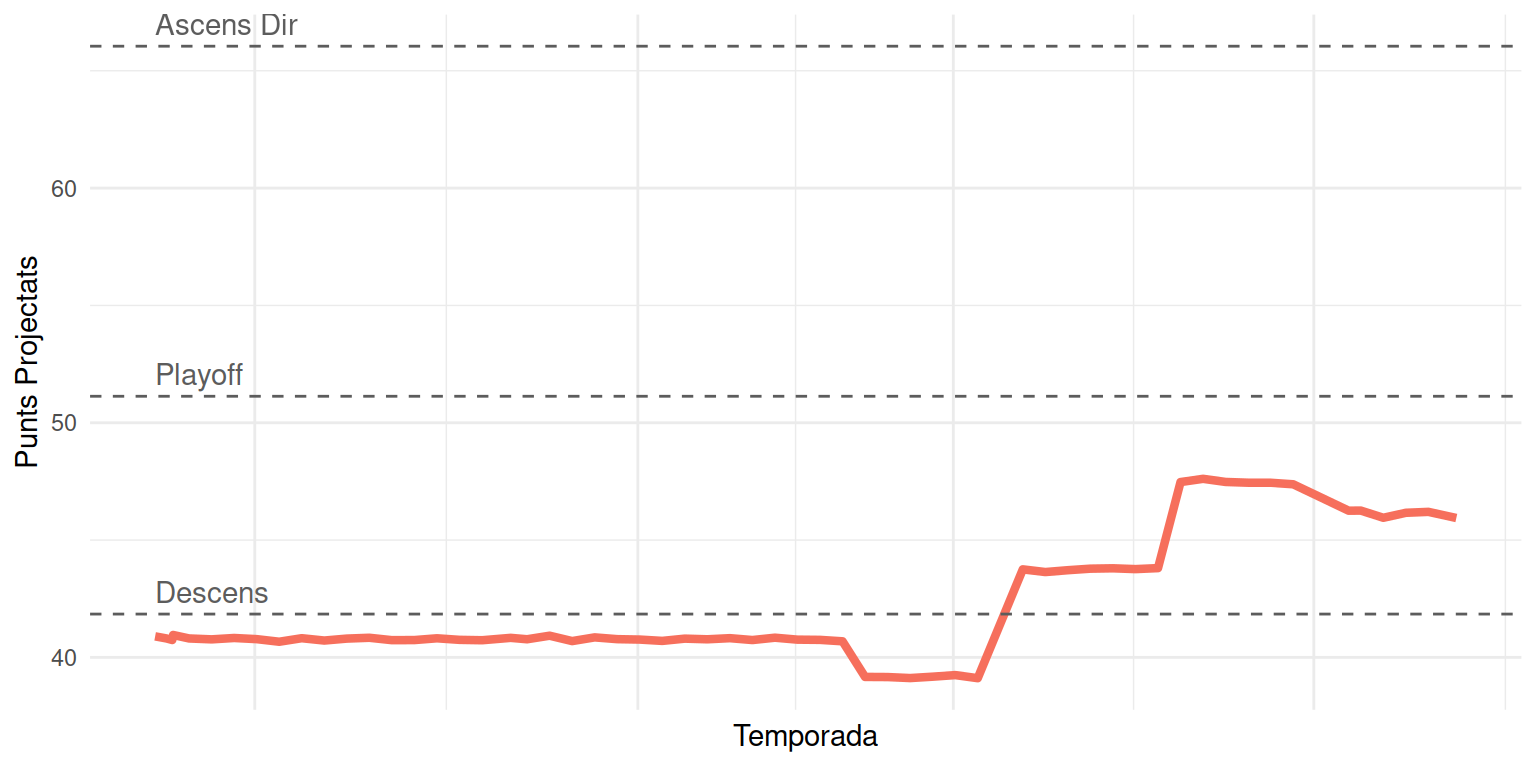 Ascens Dir
60
Playoff
50
Descens
40
Punts Projectats
Temporada